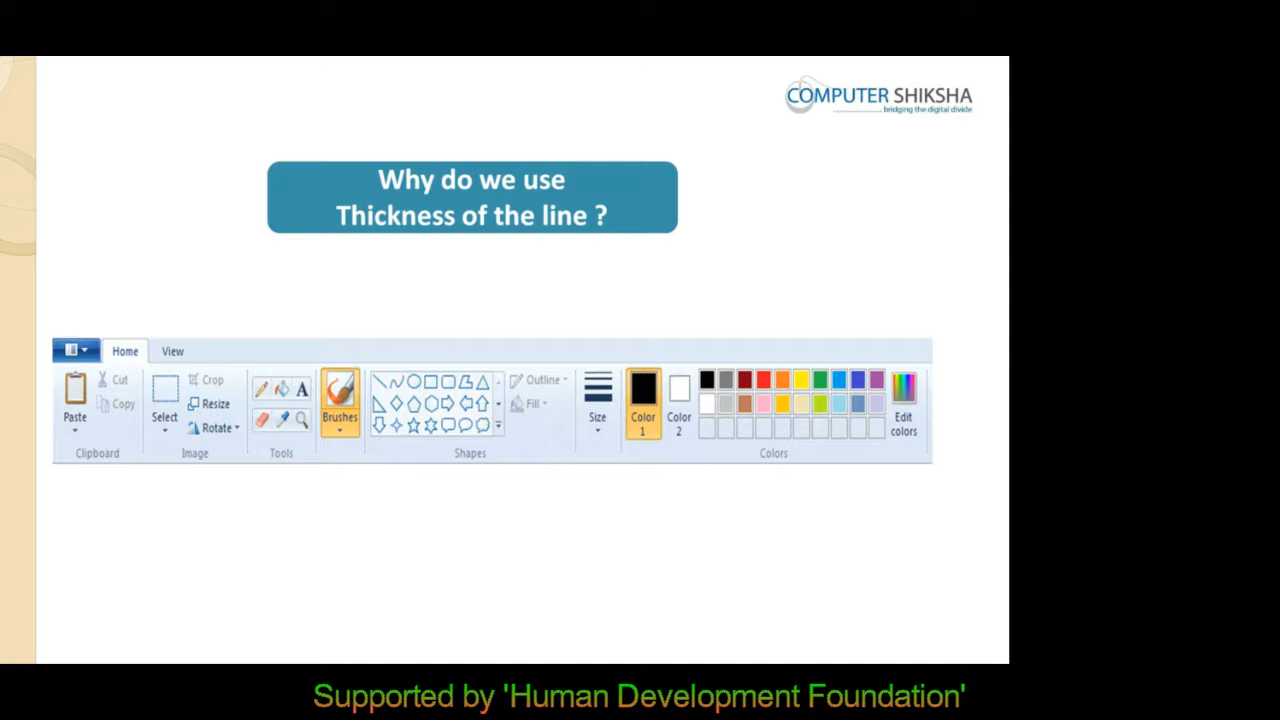 COMPUTER SHIKSHA
bridging the digital divide
Why do we use
Thickness of the line ?
Home View
Cut
Copy
Paste
Clipboard
Select
Crop
Resize
Rotate
Image
A
Tools
Brushes
Outline
Fill
Shapes
Size
Color 1
Color 2
Edit colors
Colors
Supported by 'Human Development Foundation'